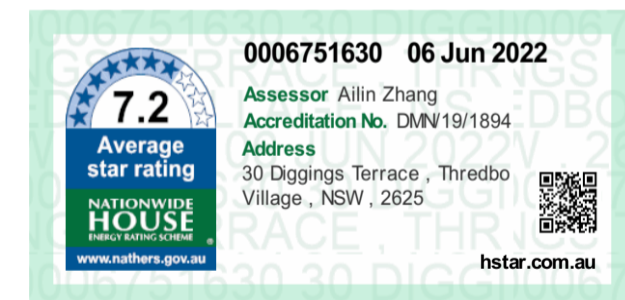 0006751630 06 Jun 2022
7.2
Average
star rating
NATIONWIDE
HOUSE
ENERGY RATING SCHEME
®
www.nathers.gov.au
Assessor Ailin Zhang
Accreditation No. DMN/19/1894
Address
30 Diggings Terrace , Thredbo
Village , NSW , 2625
hstar.com.au